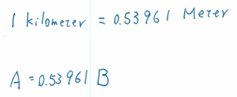 1 kilometer = 0.53961 Meter
A = 0.53961 B